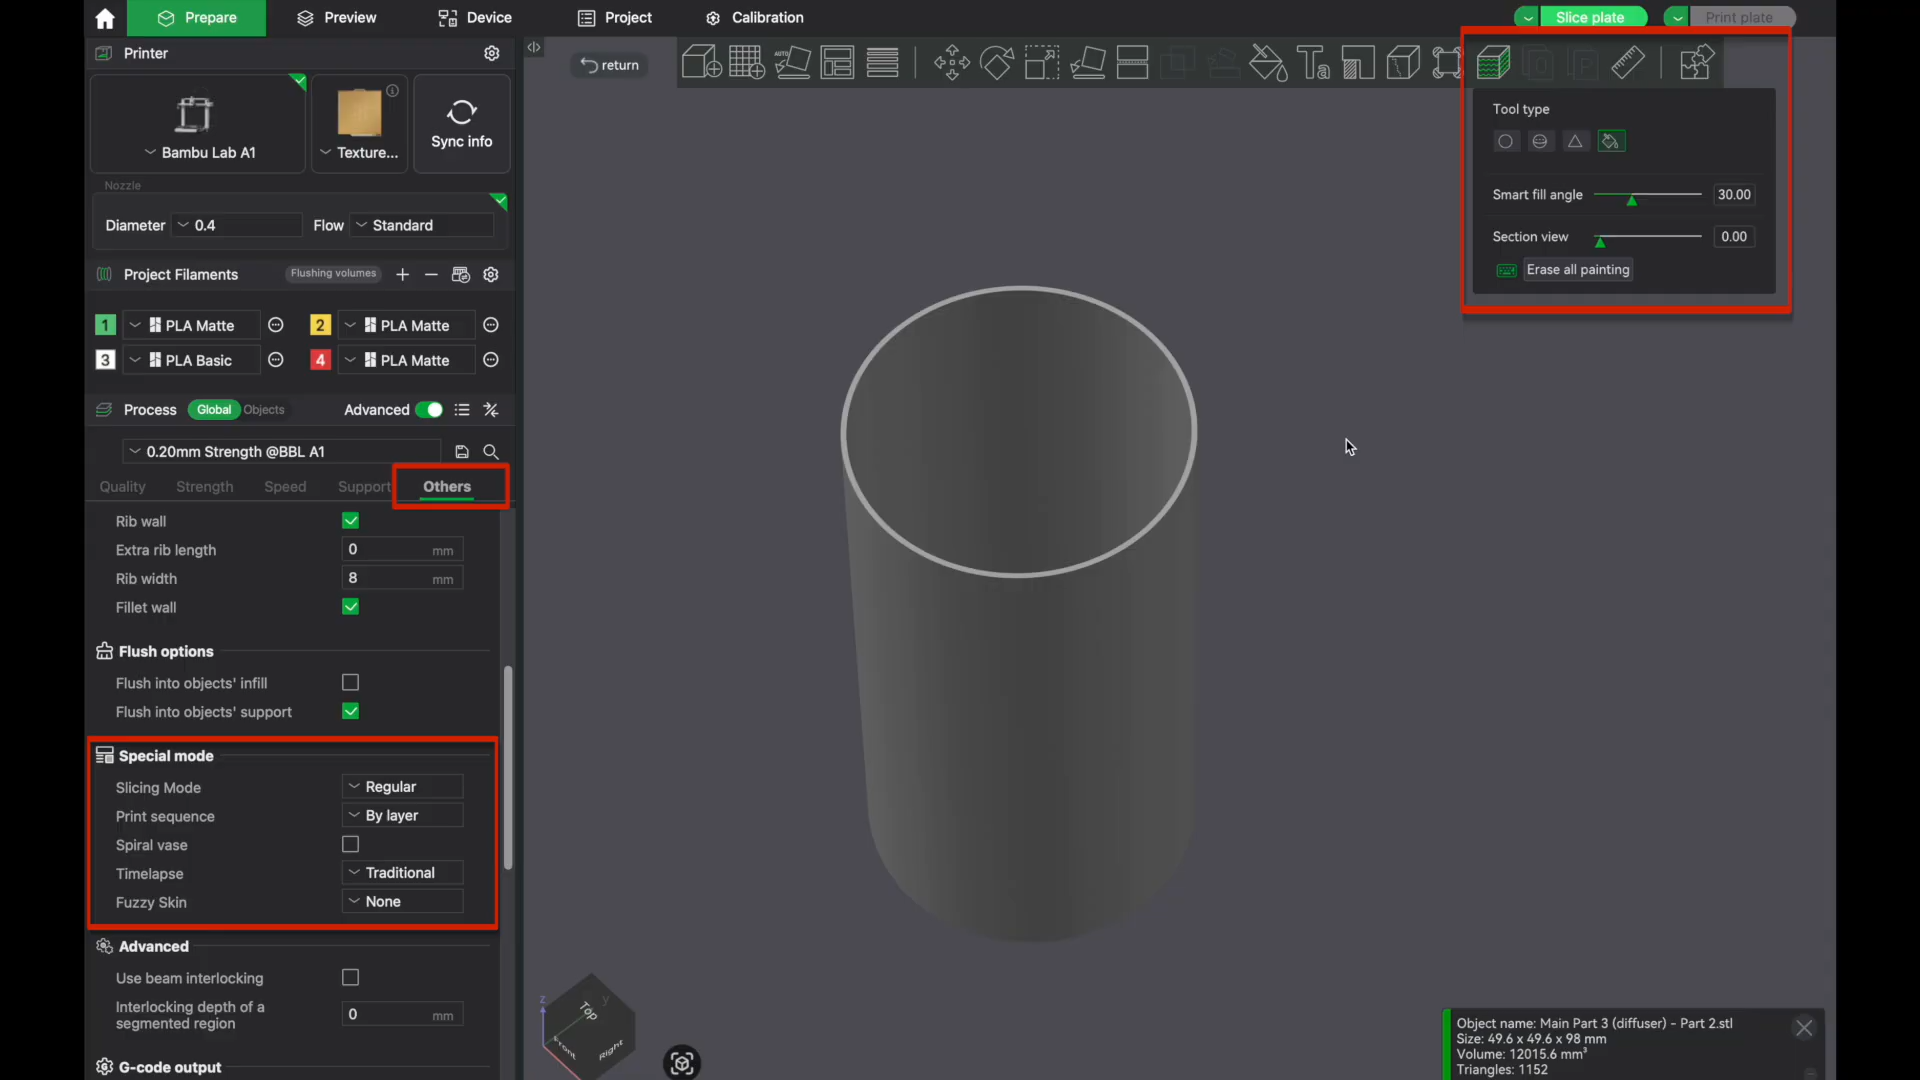 Prepare Preview Device Project Calibration Slice plate Print plate
Printer
return
Bambu Lab A1 Texture... Sync info
Nozzle
Diameter 0.4 Flow Standard
Tool type
Smart fill angle 30.00
Section view 0.00
Erase all painting
Project Filaments Flushing volumes
1 PLA Matte 2 PLA Matte
3 PLA Basic 4 PLA Matte
Process Global Objects Advanced
0.20mm Strength @BBL A1
Quality Strength Speed Support Others
Rib wall
Extra rib length 0 mm
Rib width 8 mm
Fillet wall
Flush options
Flush into objects' infill
Flush into objects' support
Special mode
Slicing Mode Regular
Print sequence By layer
Spiral vase
Timelapse Traditional
Fuzzy Skin None
Advanced
Use beam interlocking
Interlocking depth of a
segmented region 0 mm
G-code output
z y
Top
Front Right
Object name: Main Part 3 (diffuser) - Part 2.stl
Size: 49.6 x 49.6 x 98 mm
Volume: 12015.6 mm³
Triangles: 1152